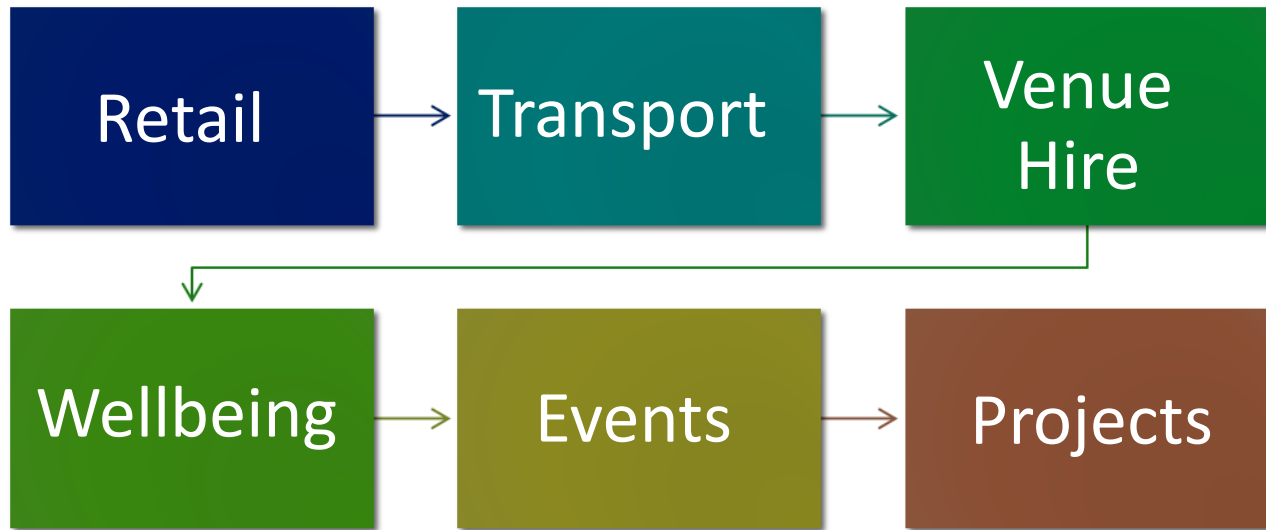 Retail
Transport
Venue
Hire
Wellbeing
Events
Projects